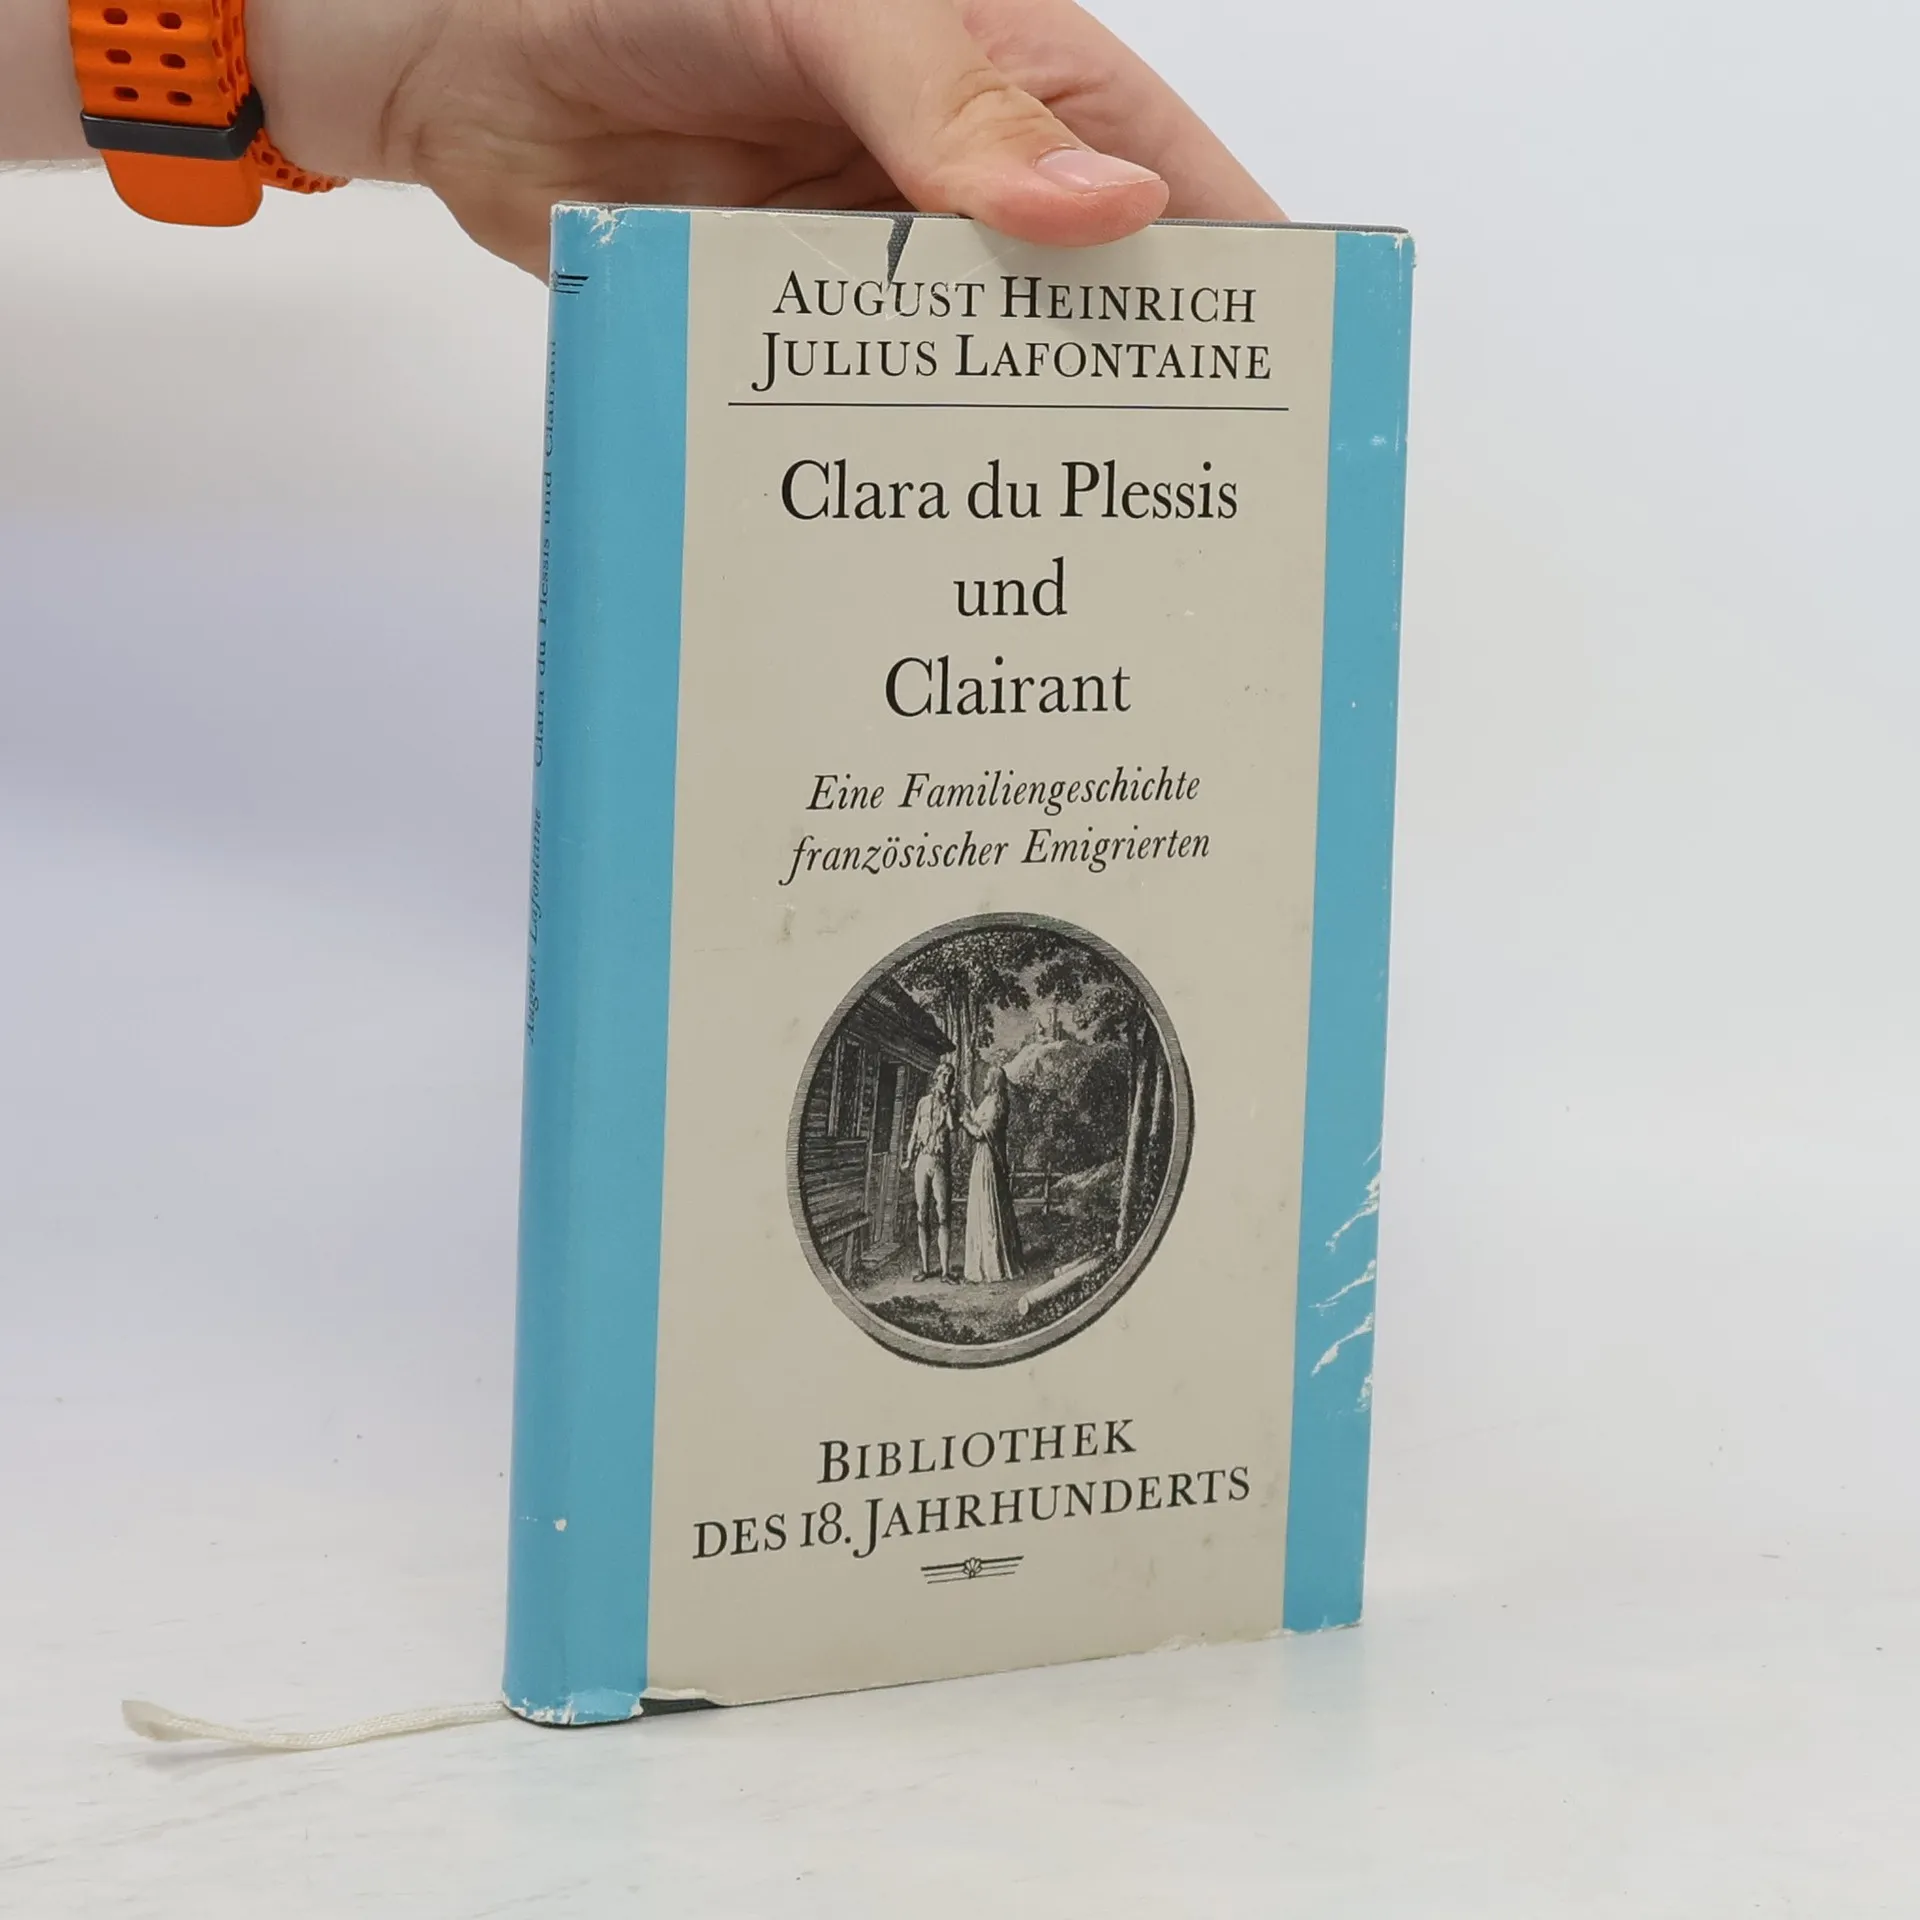 AUGUST HEINRICH
JULIUS LAFONTAINE
Clara du Plessis
und
Clairant
Eine Familiengeschichte
französischer Emigrierten
BIBLIOTHEK
DES 18. JAHRHUNDERTS
August Lafontaine Clara du Plessis und Clairant